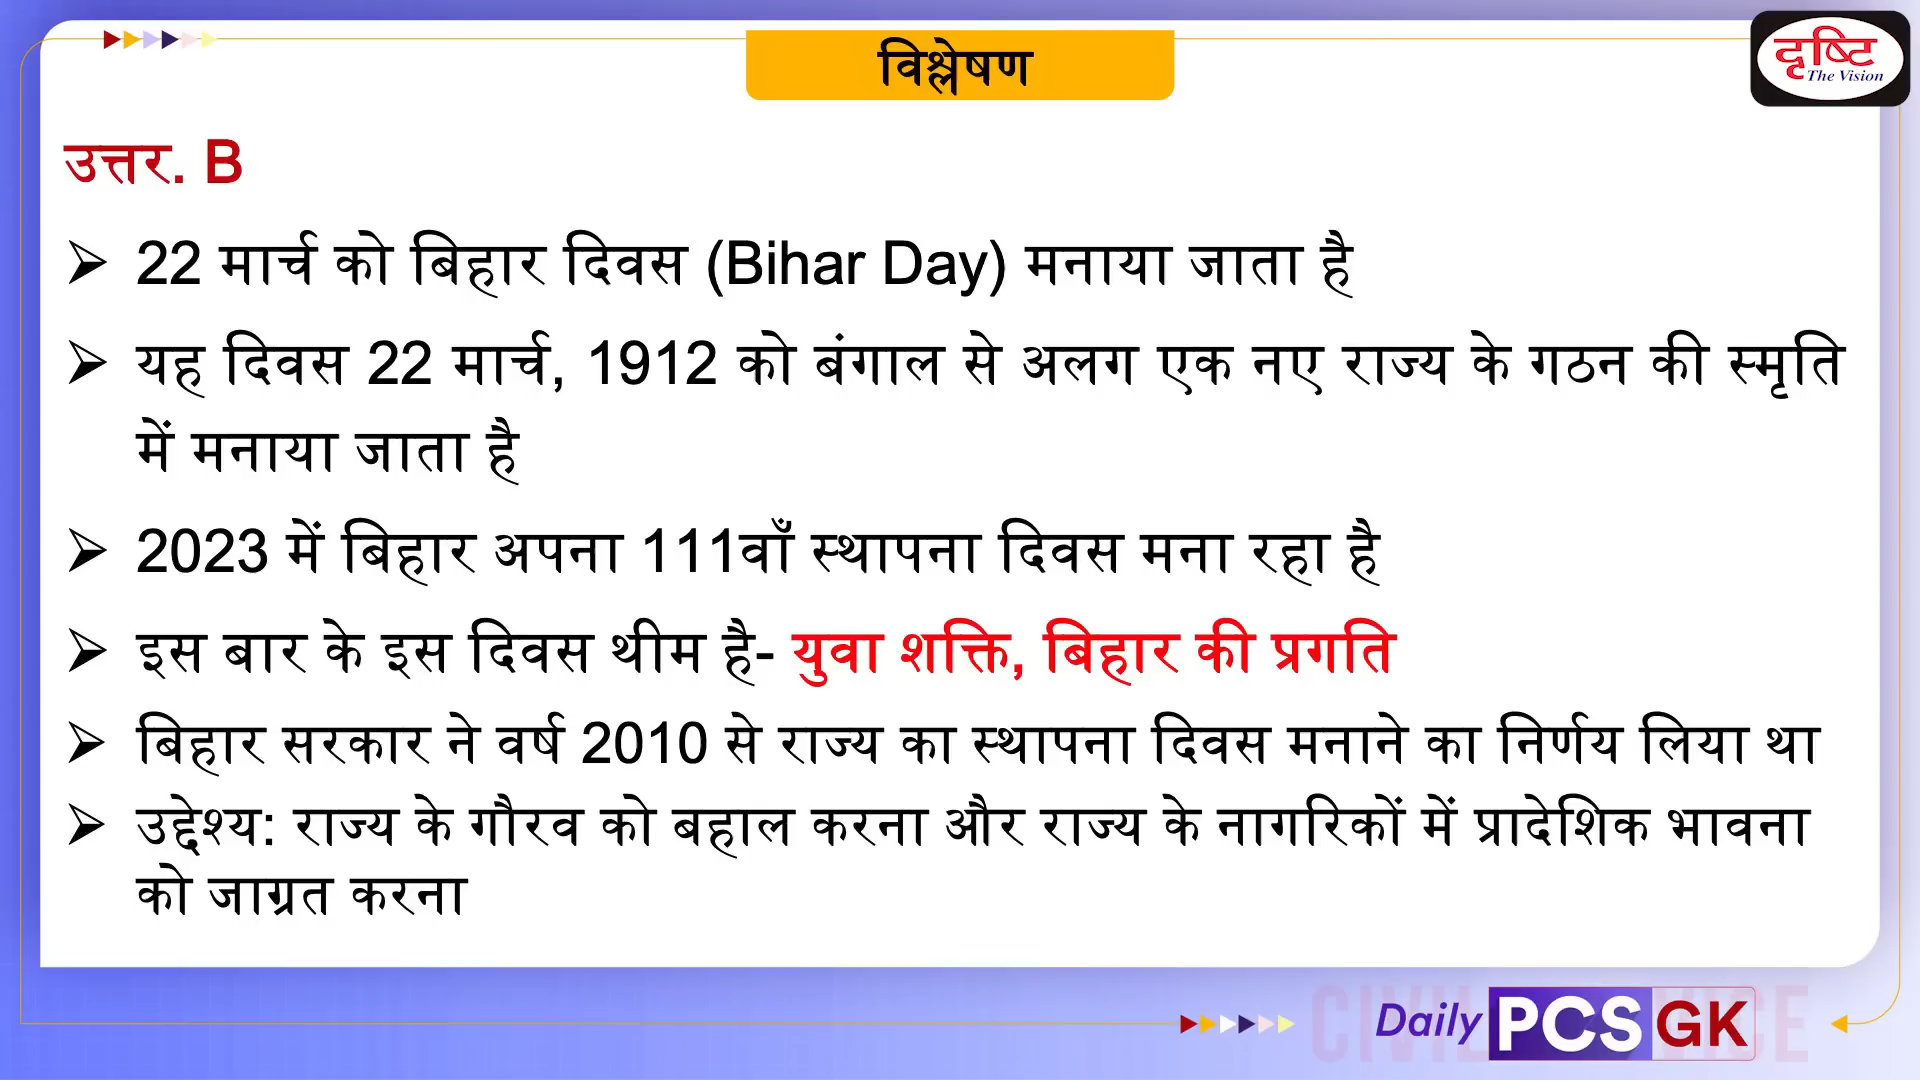 विश्लेषण
दृष्टि
The Vision
उत्तर. B
➢ 22 मार्च को बिहार दिवस (Bihar Day) मनाया जाता है
➢ यह दिवस 22 मार्च, 1912 को बंगाल से अलग एक नए राज्य के गठन की स्मृति
में मनाया जाता है
➢ 2023 में बिहार अपना 111वाँ स्थापना दिवस मना रहा है
➢ इस बार के इस दिवस थीम है- युवा शक्ति, बिहार की प्रगति
➢ बिहार सरकार ने वर्ष 2010 से राज्य का स्थापना दिवस मनाने का निर्णय लिया था
➢ उद्देश्य: राज्य के गौरव को बहाल करना और राज्य के नागरिकों में प्रादेशिक भावना
को जाग्रत करना
Daily PCS GK